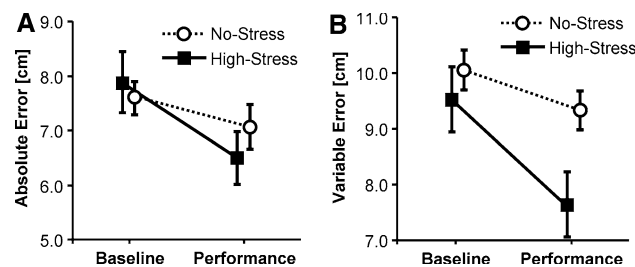 A
Absolute Error [cm]
9.0
8.0
7.0
6.0
5.0
No-Stress
High-Stress
Baseline
Performance
B
Variable Error [cm]
11.0
10.0
9.0
8.0
7.0
No-Stress
High-Stress
Baseline
Performance